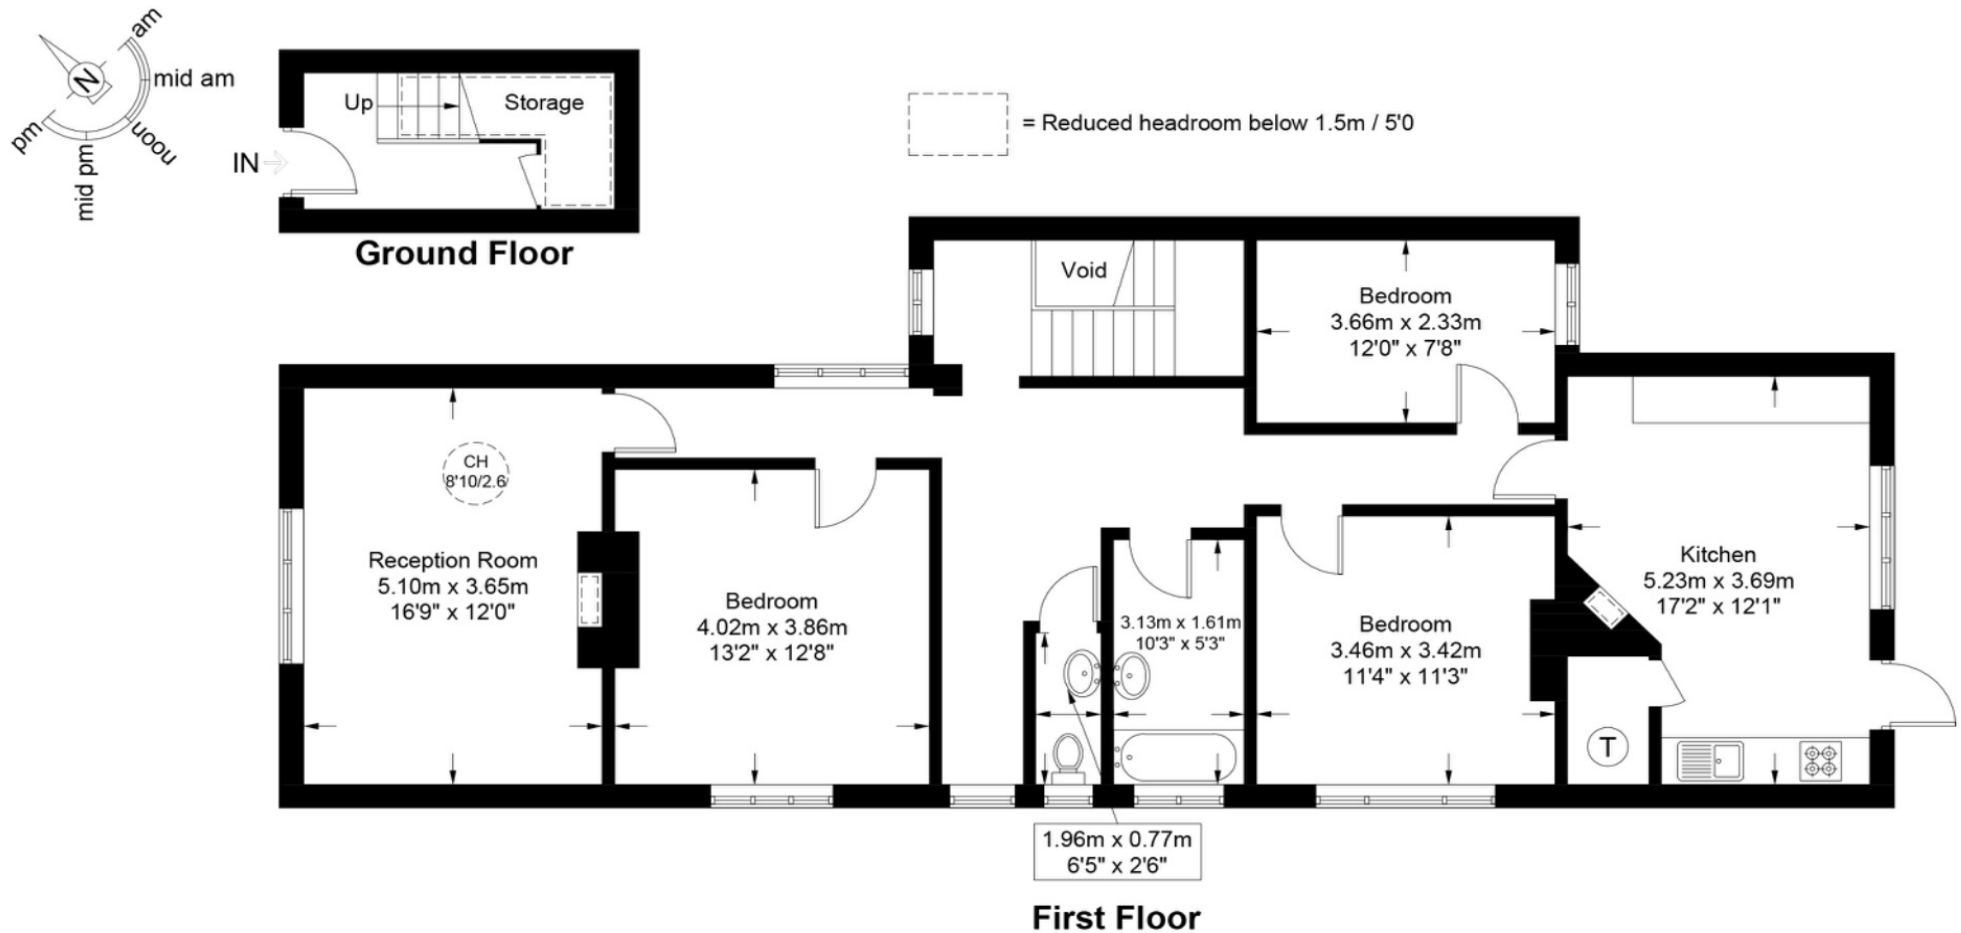 am
mid am
noon
mid pm
pm
N
Up
Storage
IN
Ground Floor
= Reduced headroom below 1.5m / 5'0
Void
Bedroom
3.66m x 2.33m
12'0" x 7'8"
CH
8'10/2.6
Reception Room
5.10m x 3.65m
16'9" x 12'0"
Bedroom
4.02m x 3.86m
13'2" x 12'8"
3.13m x 1.61m
10'3" x 5'3"
Bedroom
3.46m x 3.42m
11'4" x 11'3"
Kitchen
5.23m x 3.69m
17'2" x 12'1"
T
1.96m x 0.77m
6'5" x 2'6"
First Floor